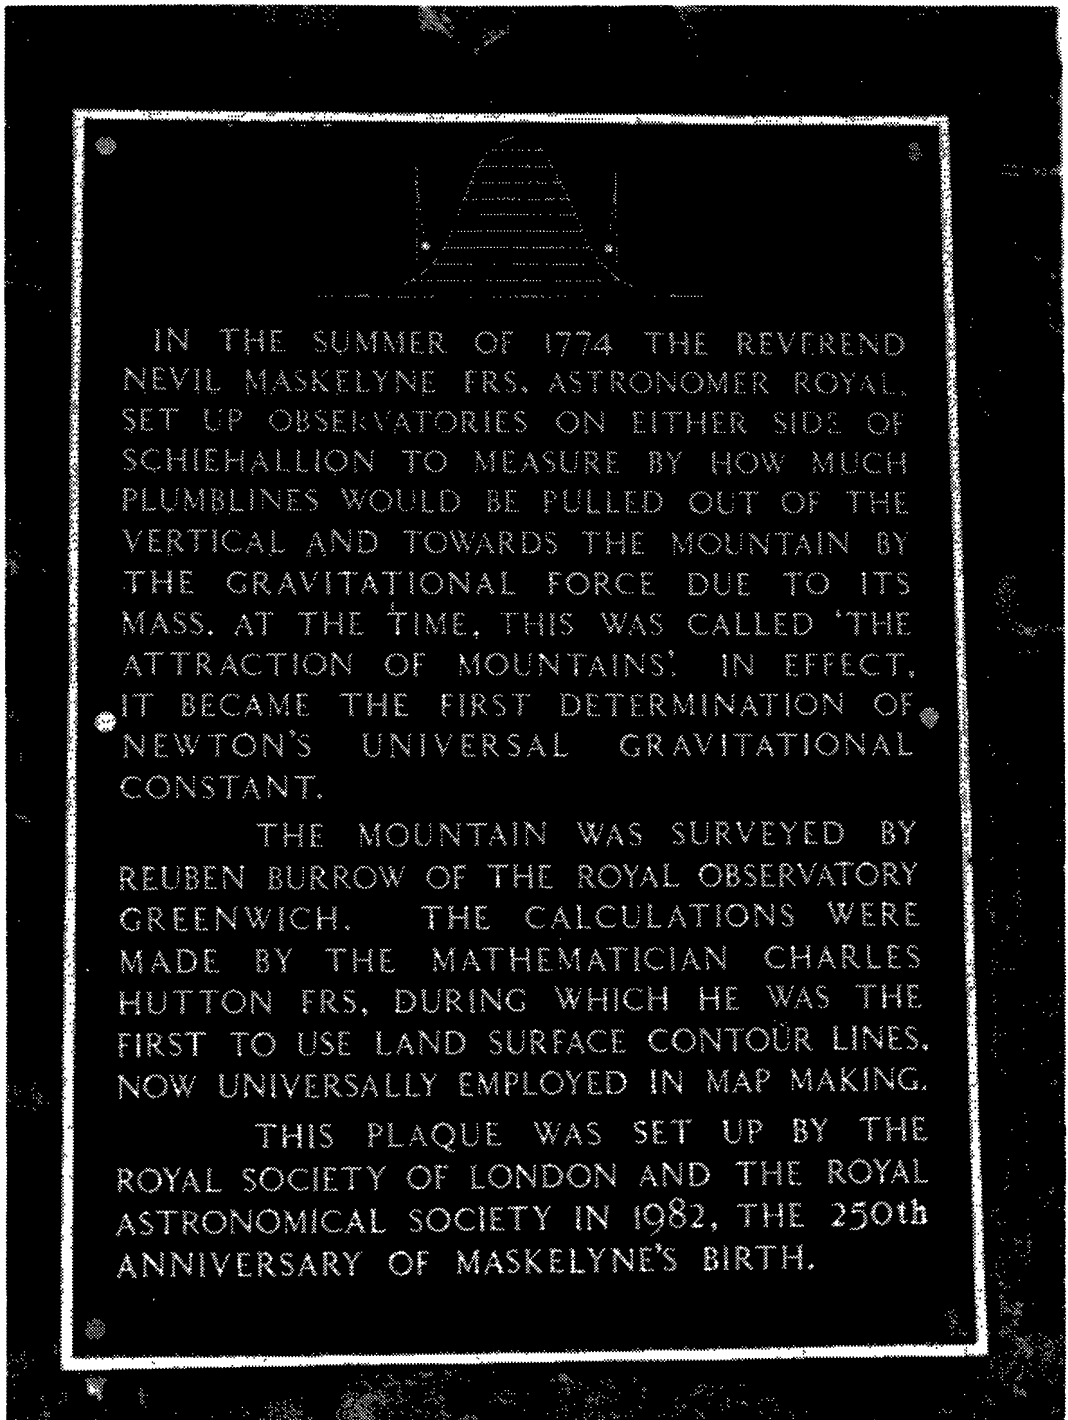 IN THE SUMMER OF 1774 THE REVEREND
NEVIL MASKELYNE FRS, ASTRONOMER ROYAL,
SET UP OBSERVATORIES ON EITHER SIDE OF
SCHIEHALLION TO MEASURE BY HOW MUCH
PLUMBLINES WOULD BE PULLED OUT OF THE
VERTICAL AND TOWARDS THE MOUNTAIN BY
THE GRAVITATIONAL FORCE DUE TO ITS
MASS. AT THE TIME, THIS WAS CALLED 'THE
ATTRACTION OF MOUNTAINS'. IN EFFECT,
IT BECAME THE FIRST DETERMINATION OF
NEWTON'S UNIVERSAL GRAVITATIONAL
CONSTANT.
THE MOUNTAIN WAS SURVEYED BY
REUBEN BURROW OF THE ROYAL OBSERVATORY
GREENWICH. THE CALCULATIONS WERE
MADE BY THE MATHEMATICIAN CHARLES
HUTTON FRS, DURING WHICH HE WAS THE
FIRST TO USE LAND SURFACE CONTOUR LINES,
NOW UNIVERSALLY EMPLOYED IN MAP MAKING.
THIS PLAQUE WAS SET UP BY THE
ROYAL SOCIETY OF LONDON AND THE ROYAL
ASTRONOMICAL SOCIETY IN 1982, THE 250th
ANNIVERSARY OF MASKELYNE'S BIRTH.